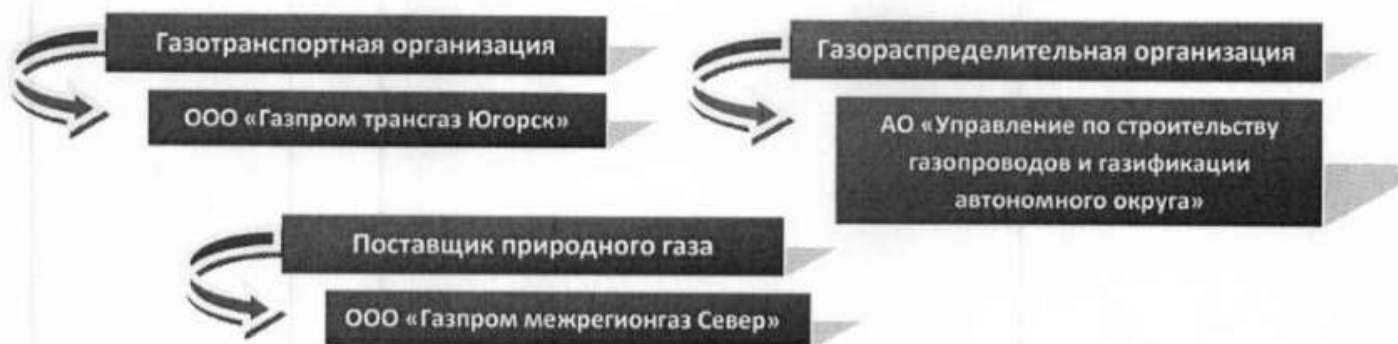 Газотранспортная организация
ООО «Газпром трансгаз Югорск»
Газораспределительная организация
АО «Управление по строительству
газопроводов и газификации
автономного округа»
Поставщик природного газа
ООО «Газпром межрегионгаз Север»